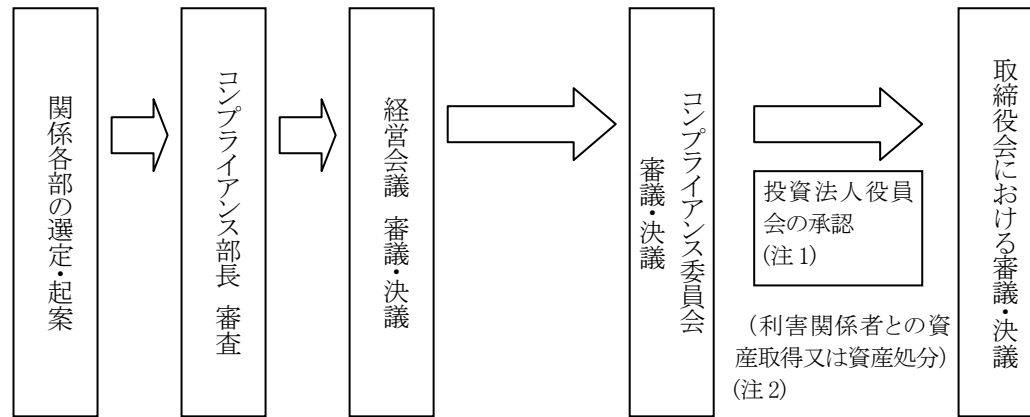 関係各部の選定・起案
コンプライアンス部長 審査
経営会議 審議・決議
コンプライアンス委員会
審議・決議
投資法人役員
会の承認
(注 1)
（利害関係者との資
産取得又は資産処分）
(注 2)
取締役会における審議・決議